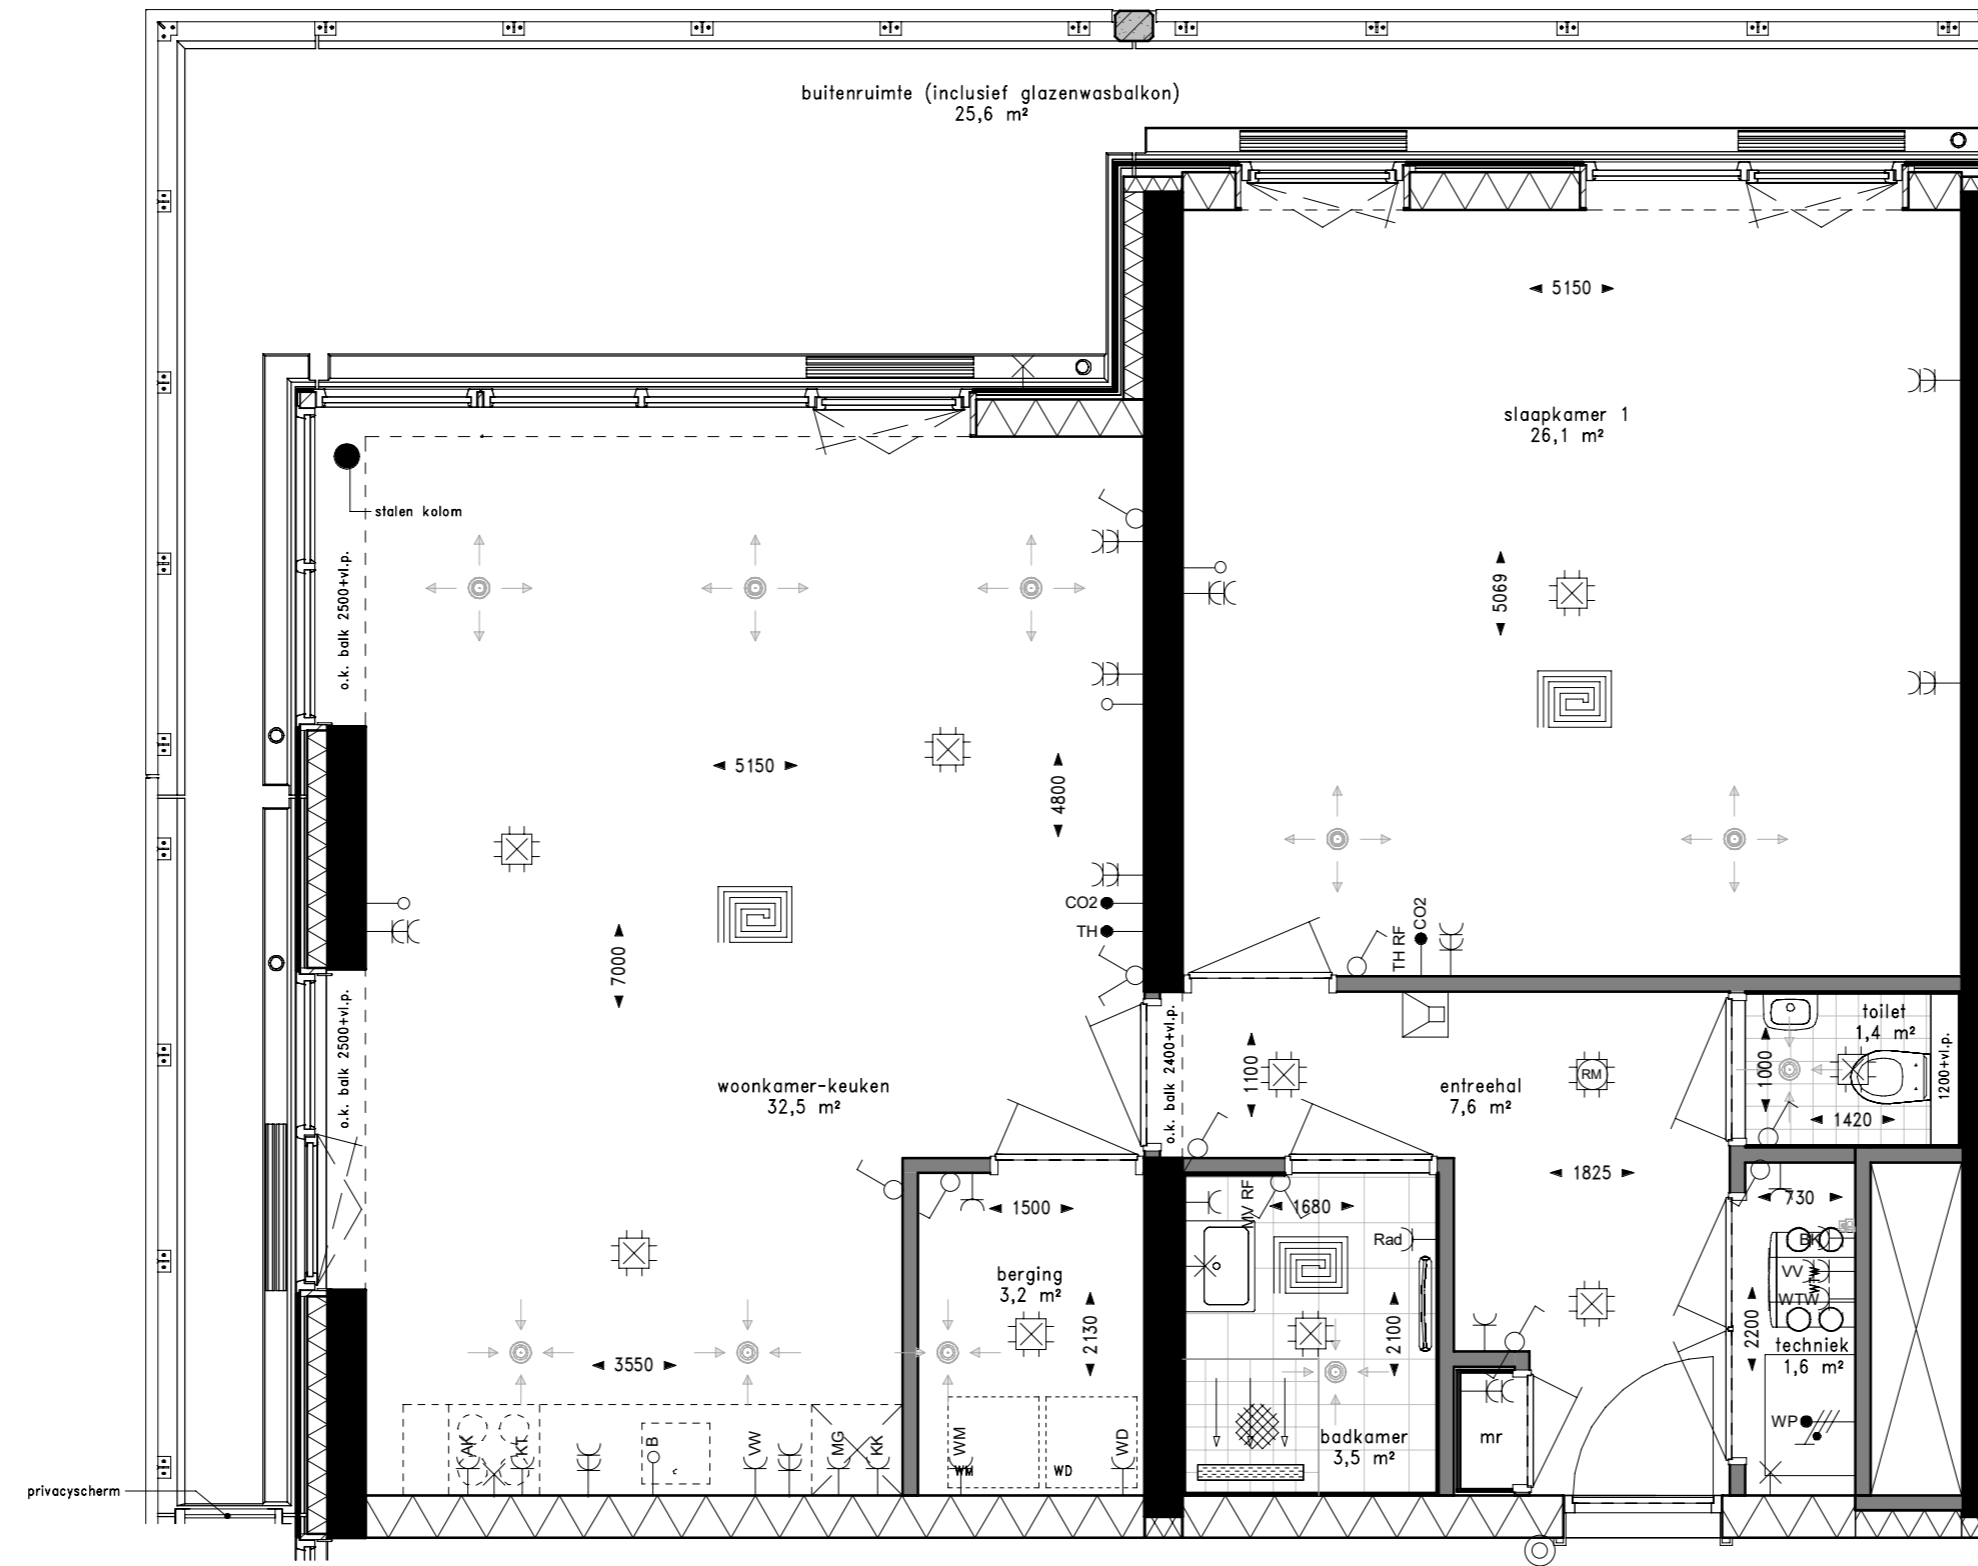 buitenruimte (inclusief glazenwasbalkon)
25,6 m²
5150
slaapkamer 1
26,1 m²
stalen kolom
o.k. balk 2500+vl.p.
5069
5150
4800
CO2
TH
7000
TH RF
CO2
o.k. balk 2500+vl.p.
woonkamer-keuken
32,5 m²
o.k. balk 2400+vl.p.
1100
entreehal
7,6 m²
RM
toilet
1,4 m²
1000
1420
1200+vl.p.
1825
1500
MV RF
1680
730
Rad
BK
VV
WTW
WTW
berging
3,2 m²
2130
2100
2200
techniek
1,6 m²
3550
AK
KT
B
VW
MG
KK
WM
WM
WD
WD
badkamer
3,5 m²
mr
WP
privacyscherm